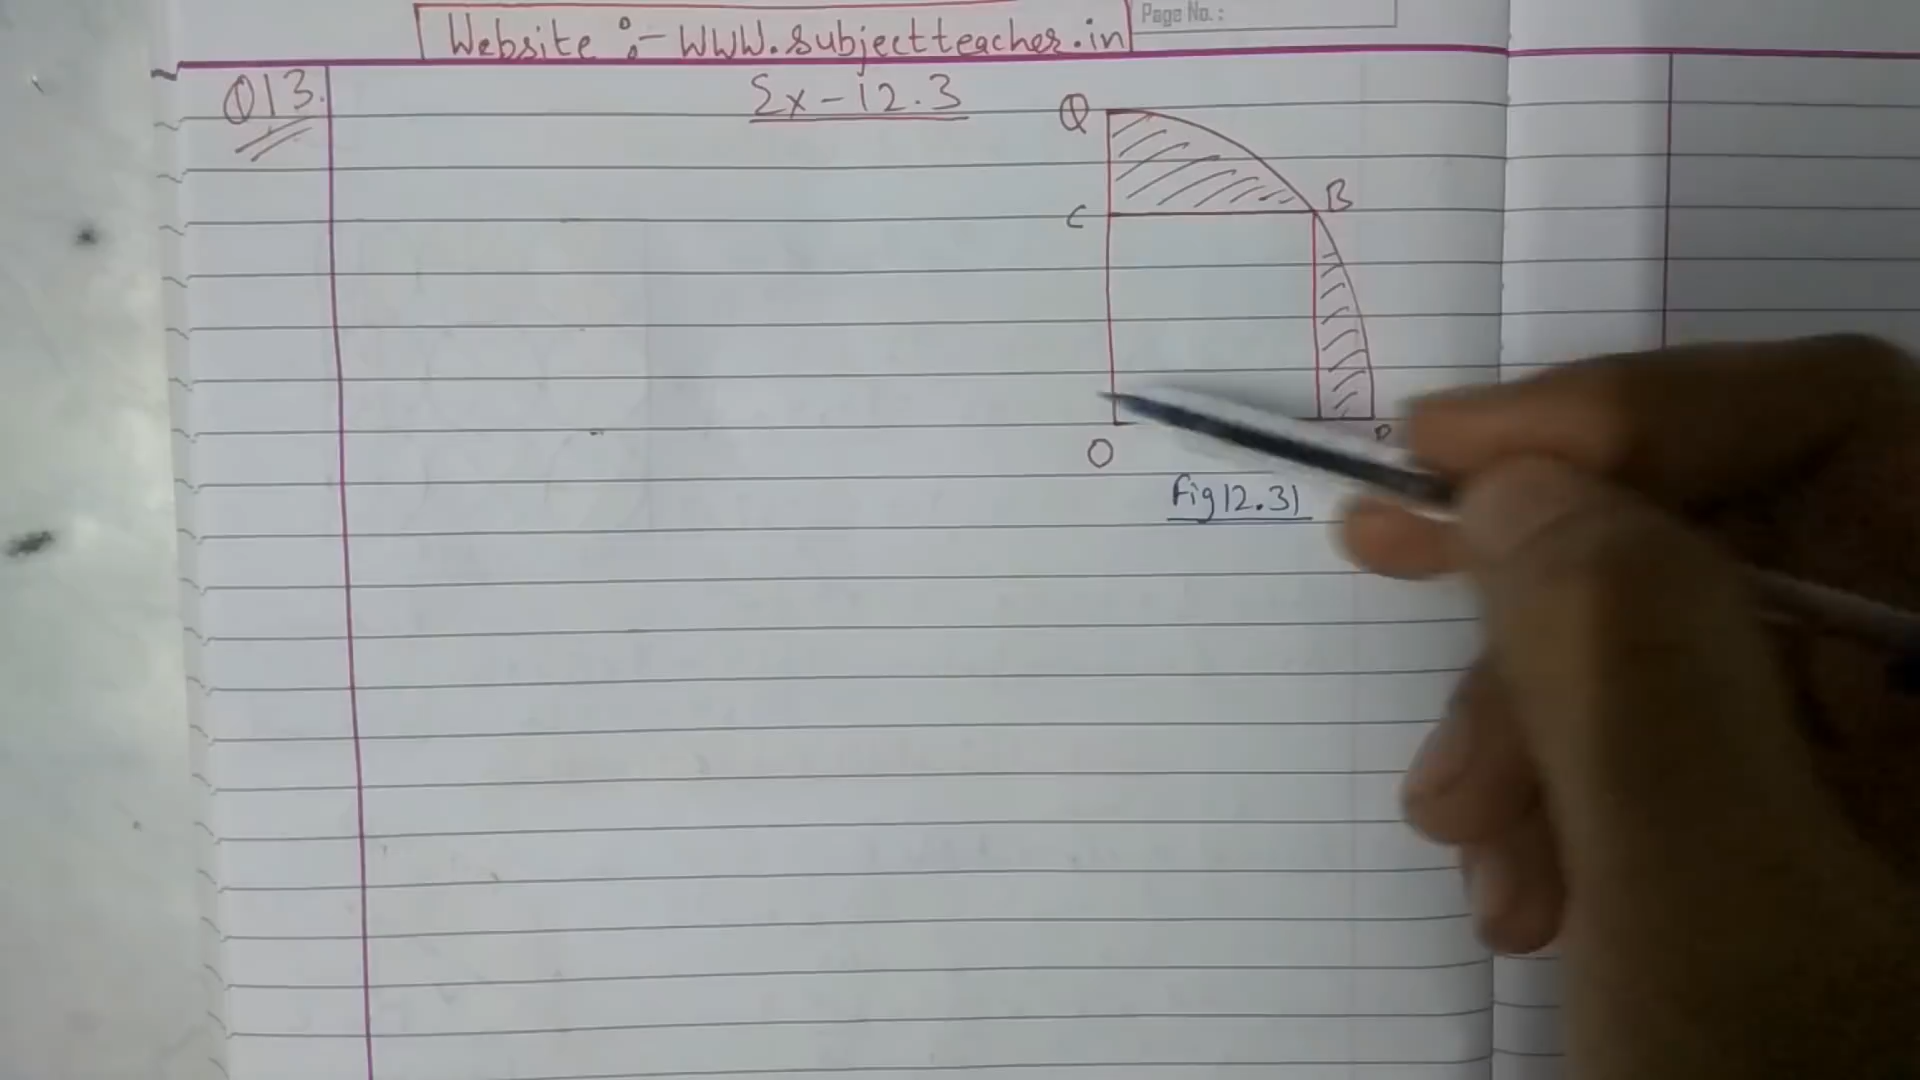 Page No. :
Website :- WWW.subjectteacher.in
Q13.
Ex-12.3
Q
B
C
P
O
Fig 12.31